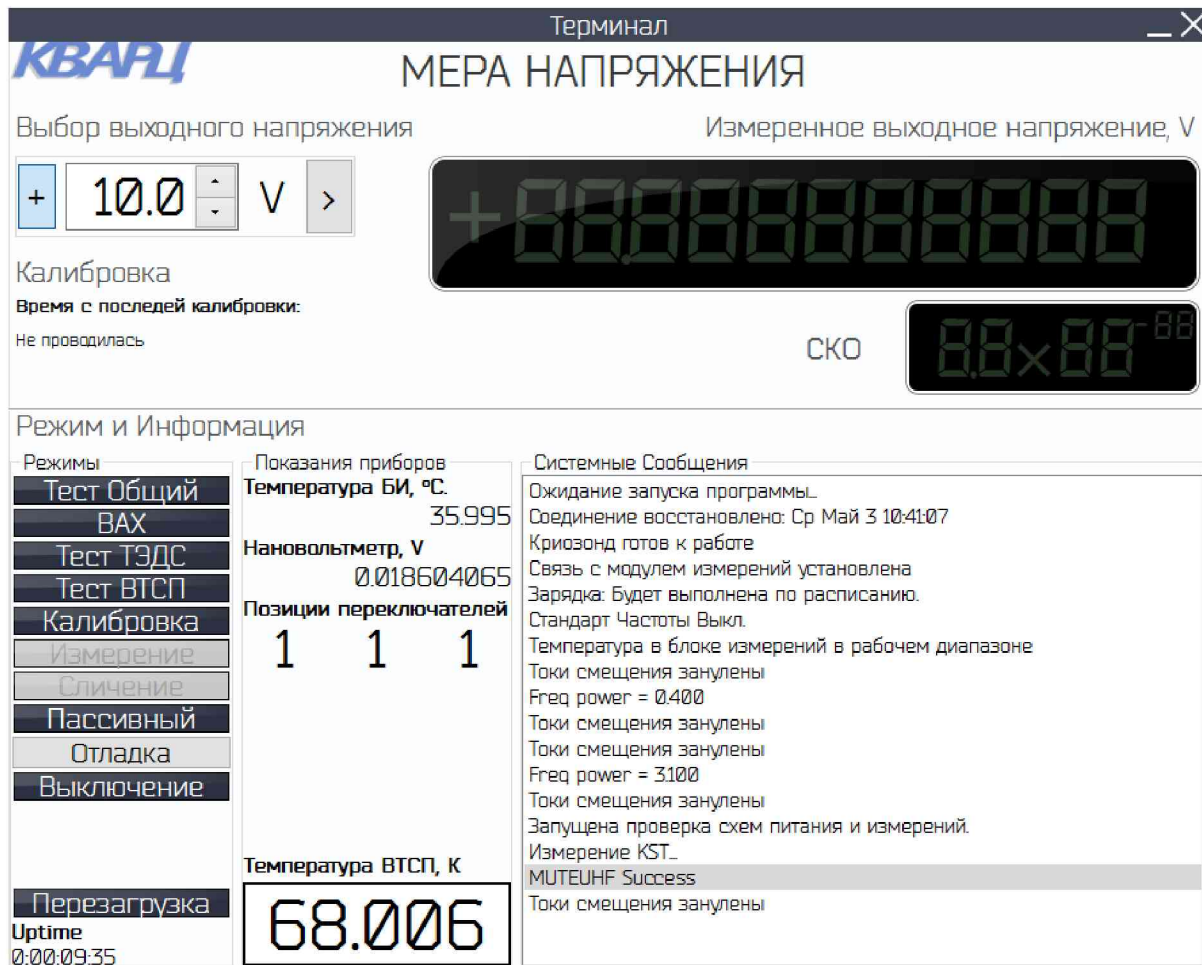 Терминал
КВАРЦ
МЕРА НАПРЯЖЕНИЯ
Выбор выходного напряжения
Измеренное выходное напряжение, V
+ 10.0 V >
Калибровка
Время с последей калибровки:
Не проводилась
СКО
Режим и Информация
Режимы
Тест Общий
ВАХ
Тест ТЭДС
Тест ВТСП
Калибровка
Измерение
Сличение
Пассивный
Отладка
Выключение
Перезагрузка
Uptime
0:00:09:35
Показания приборов
Температура БИ, °С.
35.995
Нановольтметр, V
0.018604065
Позиции переключателей
1 1 1
Температура ВТСП, К
68.006
Системные Сообщения
Ожидание запуска программы...
Соединение восстановлено: Ср Май 3 10:41:07
Криозонд готов к работе
Связь с модулем измерений установлена
Зарядка: Будет выполнена по расписанию.
Стандарт Частоты Выкл.
Температура в блоке измерений в рабочем диапазоне
Токи смещения занулены
Freq power = 0.400
Токи смещения занулены
Токи смещения занулены
Freq power = 3.100
Токи смещения занулены
Запущена проверка схем питания и измерений.
Измерение KST...
MUTEUHF Success
Токи смещения занулены